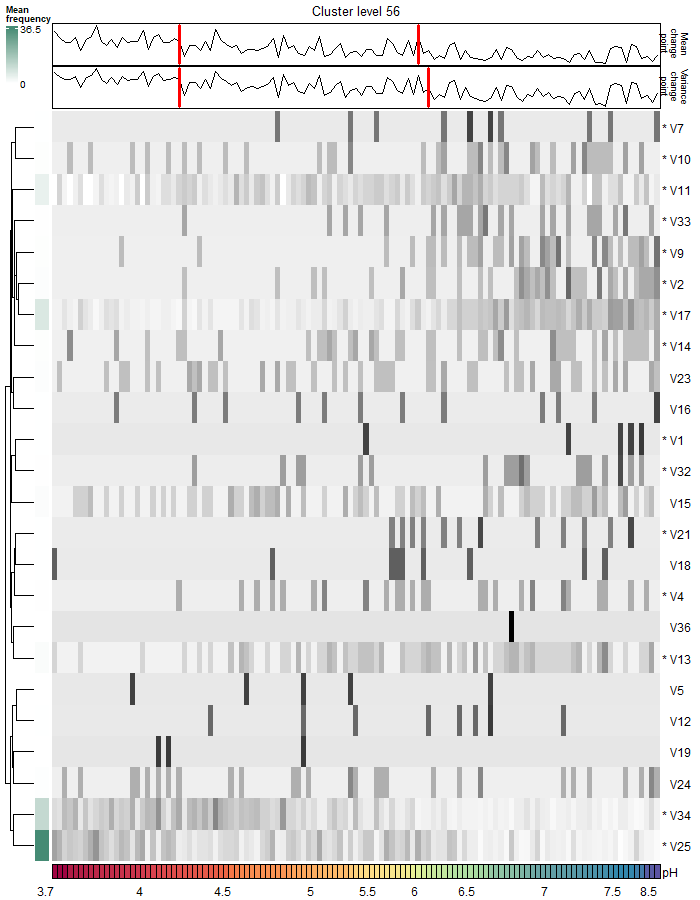 Mean
frequency
36.5
0
Cluster level 56
Mean
change
point
Variance
change
point
* V7
* V10
* V11
* V33
* V9
* V2
* V17
* V14
V23
V16
* V1
* V32
V15
* V21
V18
* V4
V36
* V13
V5
V12
V19
V24
* V34
* V25
pH
3.7 4 4.5 5 5.5 6 6.5 7 7.5 8.5